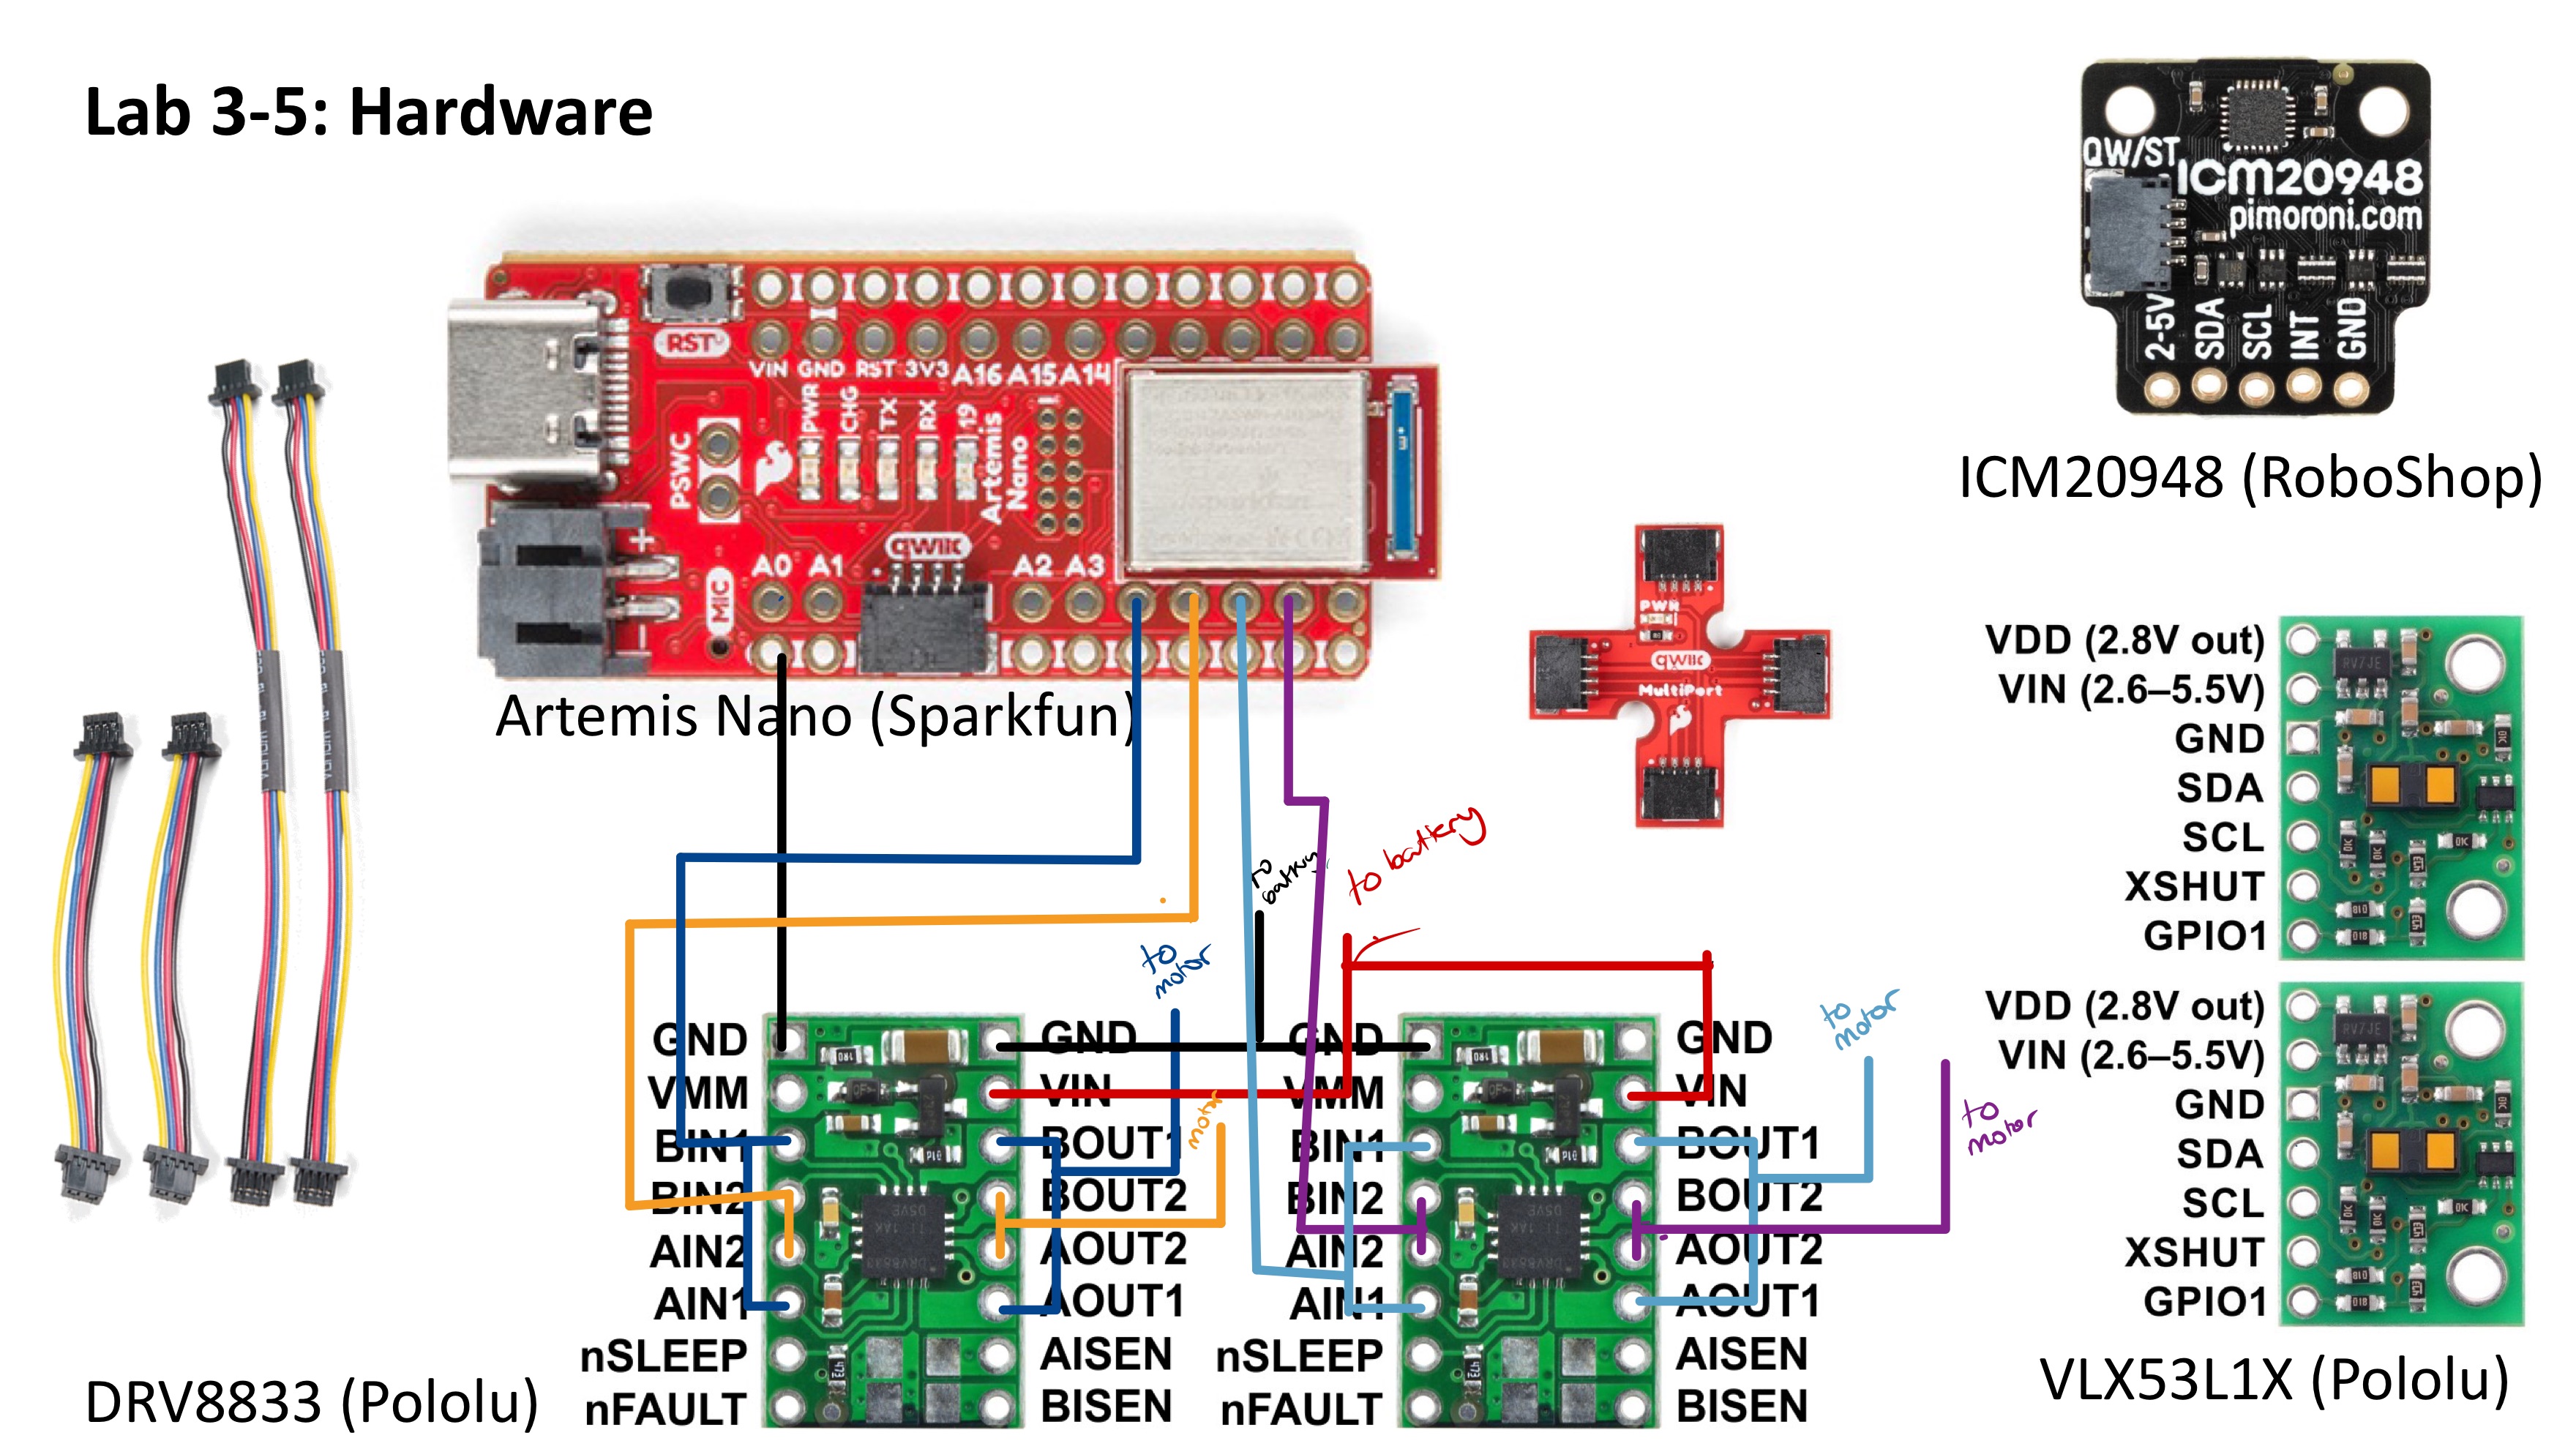 Lab 3-5: Hardware
RST
VIN GND RST 3V3 A16 A15 A14
PWR
CHG
TX
RX
19
Artemis
Nano
PSWC
+
-
MIC
A0 A1
qwiic
A2 A3
Artemis Nano (Sparkfun)
QW/ST
ICM20948
pimoroni.com
2-5V
SDA
SCL
INT
GND
ICM20948 (RoboShop)
PWR
qwiic
MultiPort
to battery
to battery
to motor
motor
to motor
to motor
GND
VMM
BIN1
BIN2
AIN2
AIN1
nSLEEP
nFAULT
GND
VIN
BOUT1
BOUT2
AOUT2
AOUT1
AISEN
BISEN
GND
VMM
BIN1
BIN2
AIN2
AIN1
nSLEEP
nFAULT
GND
VIN
BOUT1
BOUT2
AOUT2
AOUT1
AISEN
BISEN
DRV8833 (Pololu)
VDD (2.8V out)
VIN (2.6–5.5V)
GND
SDA
SCL
XSHUT
GPIO1
VDD (2.8V out)
VIN (2.6–5.5V)
GND
SDA
SCL
XSHUT
GPIO1
VLX53L1X (Pololu)